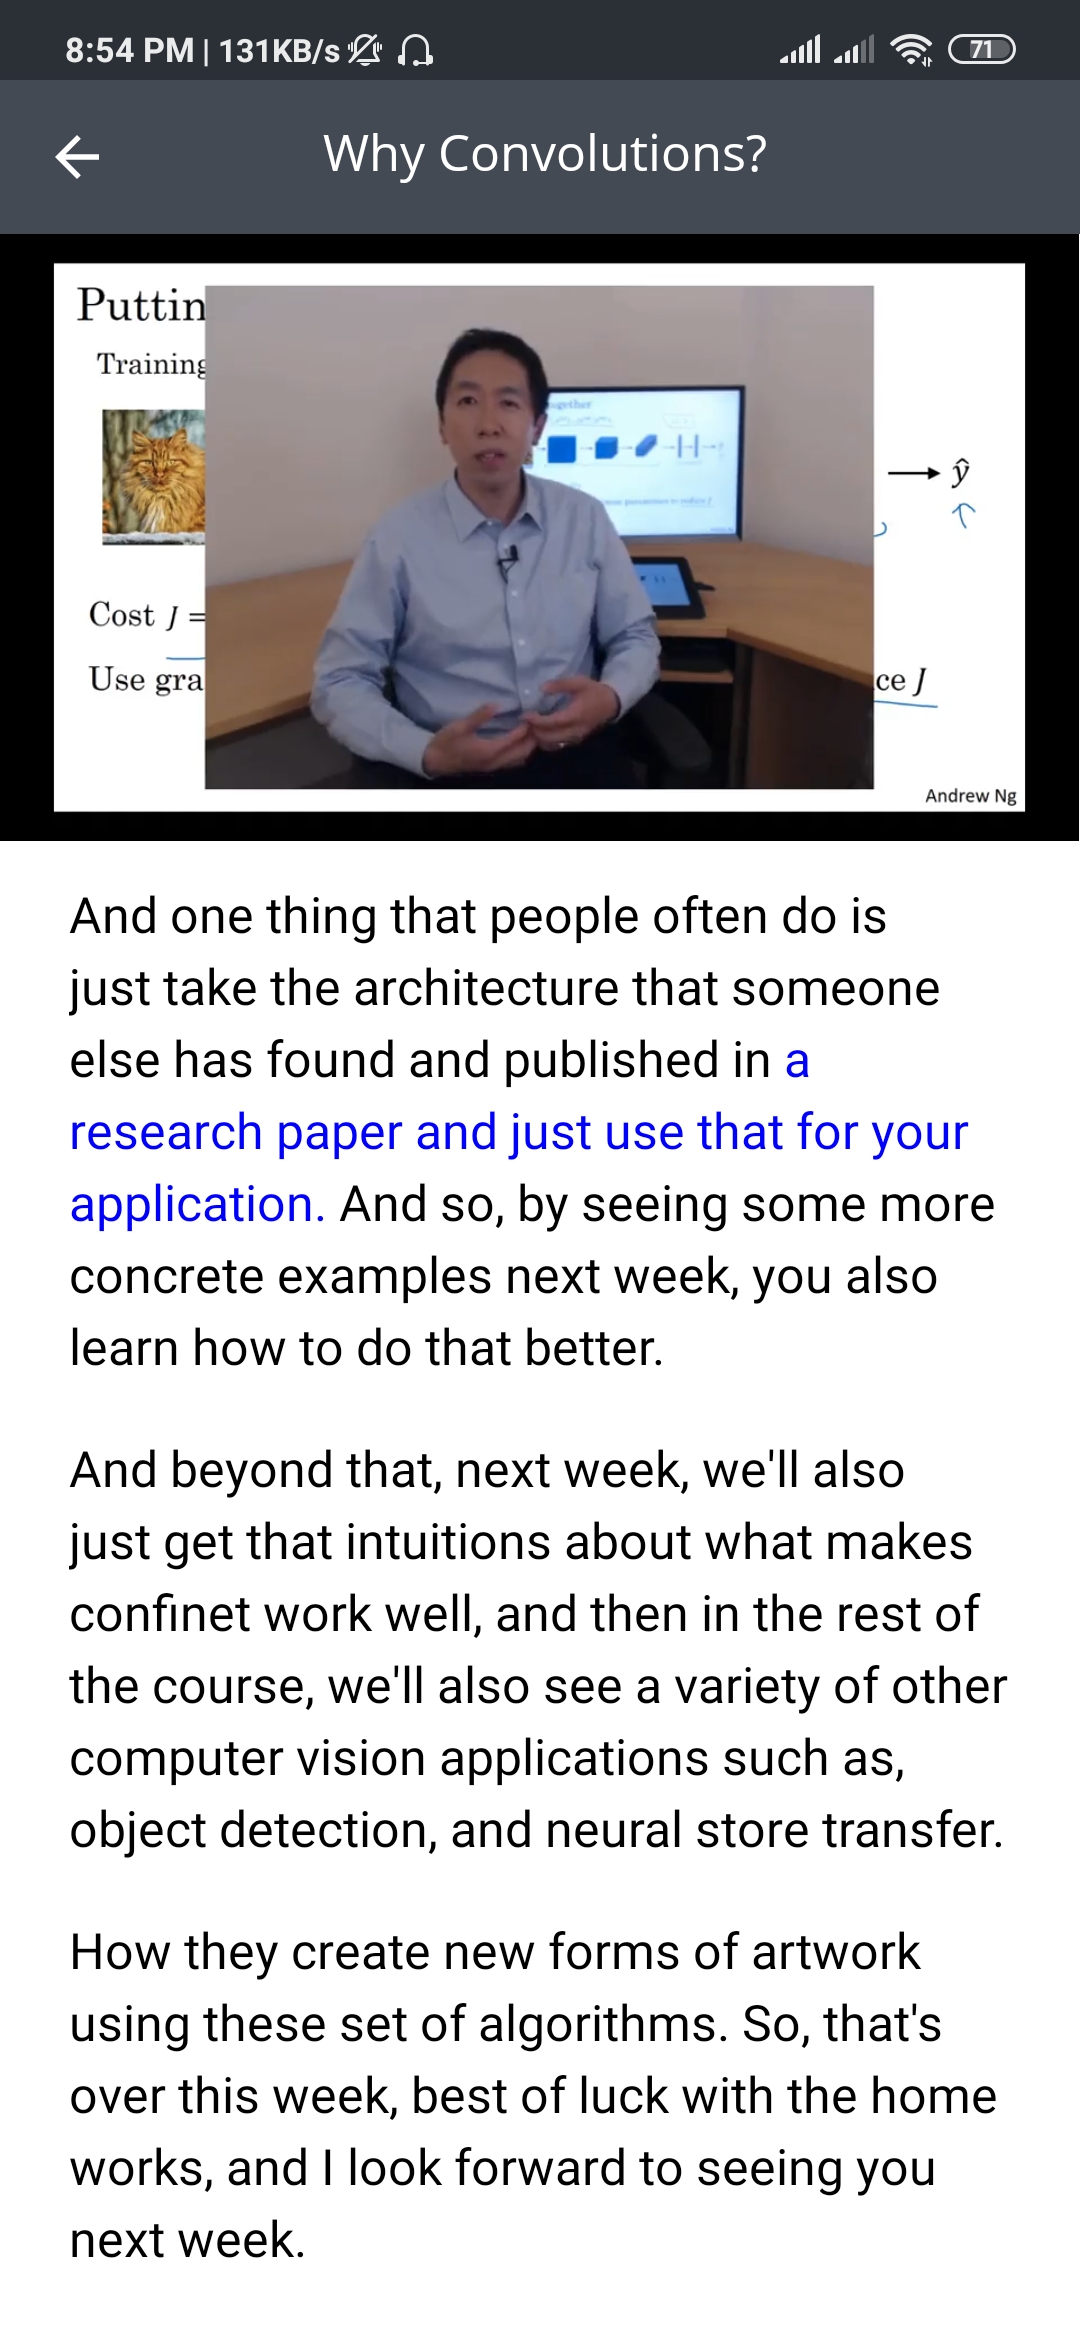 8:54 PM | 131KB/s
71
Why Convolutions?
Puttin
Training
ogether
ŷ
Cost J =
Use gra
ce J
Andrew Ng
And one thing that people often do is
just take the architecture that someone
else has found and published in a
research paper and just use that for your
application. And so, by seeing some more
concrete examples next week, you also
learn how to do that better.
And beyond that, next week, we'll also
just get that intuitions about what makes
confinet work well, and then in the rest of
the course, we'll also see a variety of other
computer vision applications such as,
object detection, and neural store transfer.
How they create new forms of artwork
using these set of algorithms. So, that's
over this week, best of luck with the home
works, and I look forward to seeing you
next week.